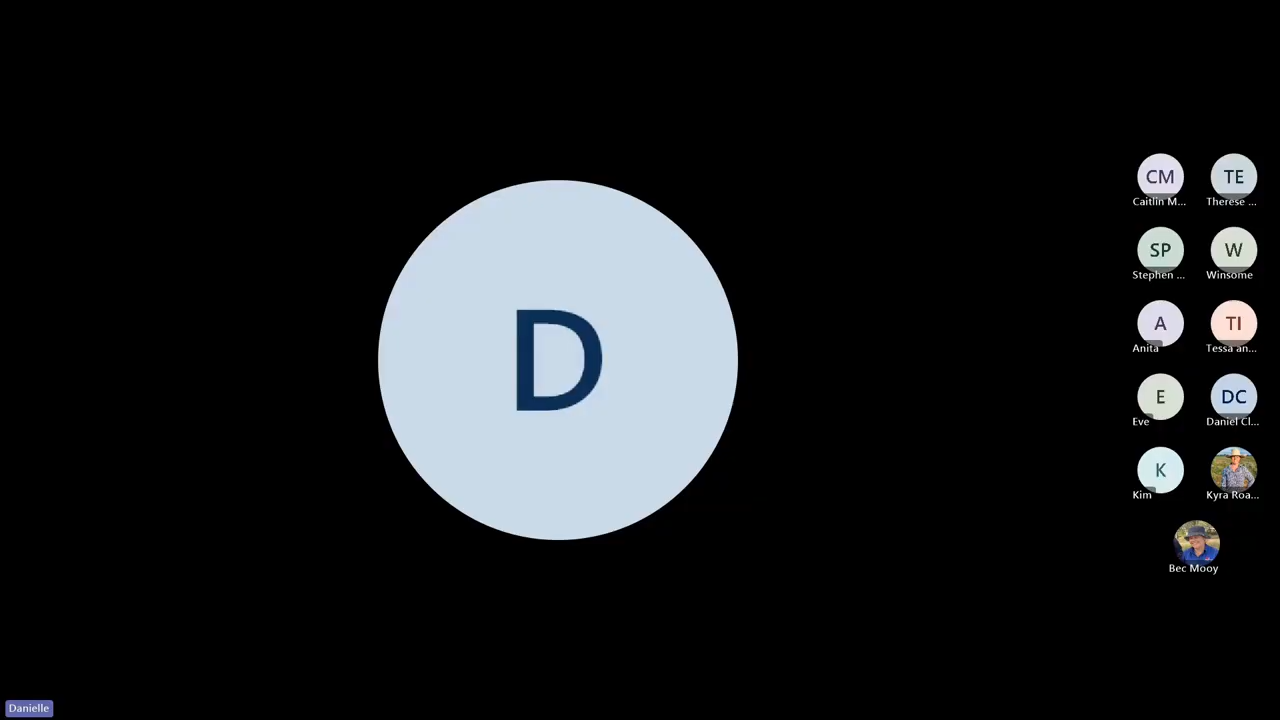 D
CM TE
Caitlin M... Therese ...
SP W
Stephen ... Winsome
A TI
Anita Tessa an...
E DC
Eve Daniel Cl...
K
Kim Kyra Roa...
Bec Mooy
Danielle